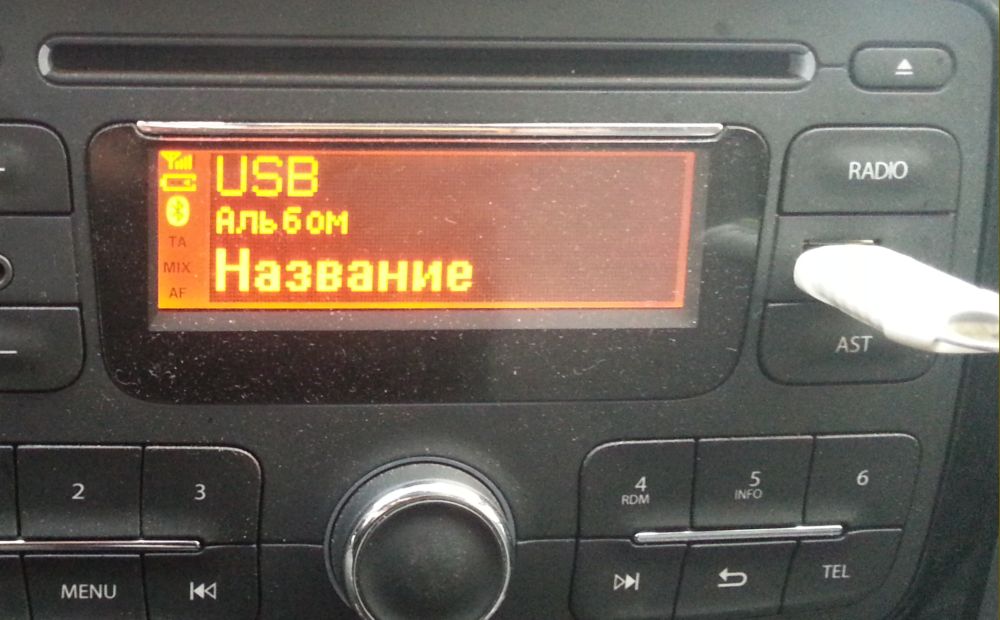 RADIO
USB
Альбом
TA
Название
MIX
AF
AST
2
3
4
RDM
5
INFO
6
MENU
TEL